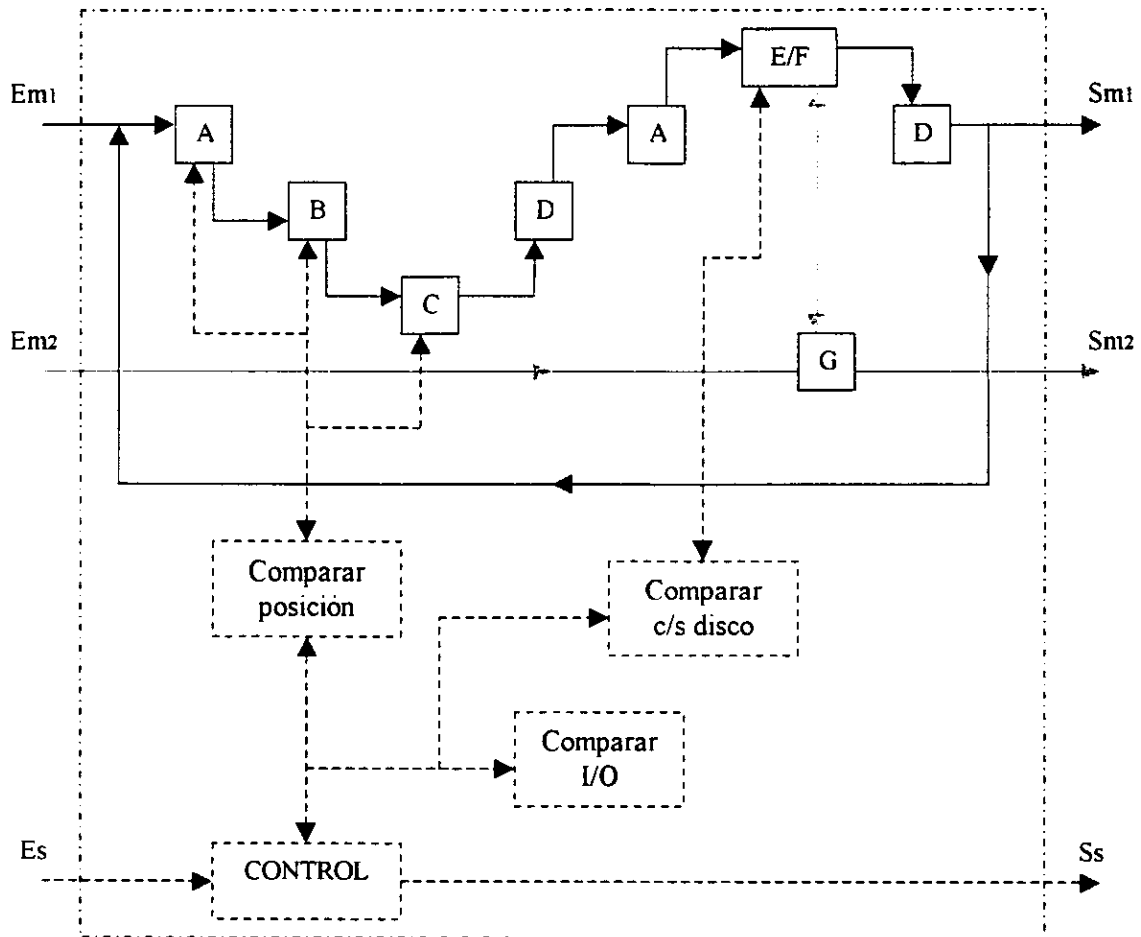 E/F
Em1
Sm1
A
A
D
B
D
C
Em2
Sm2
G
Comparar
posición
Comparar
c/s disco
Comparar
I/O
Es
CONTROL
Ss